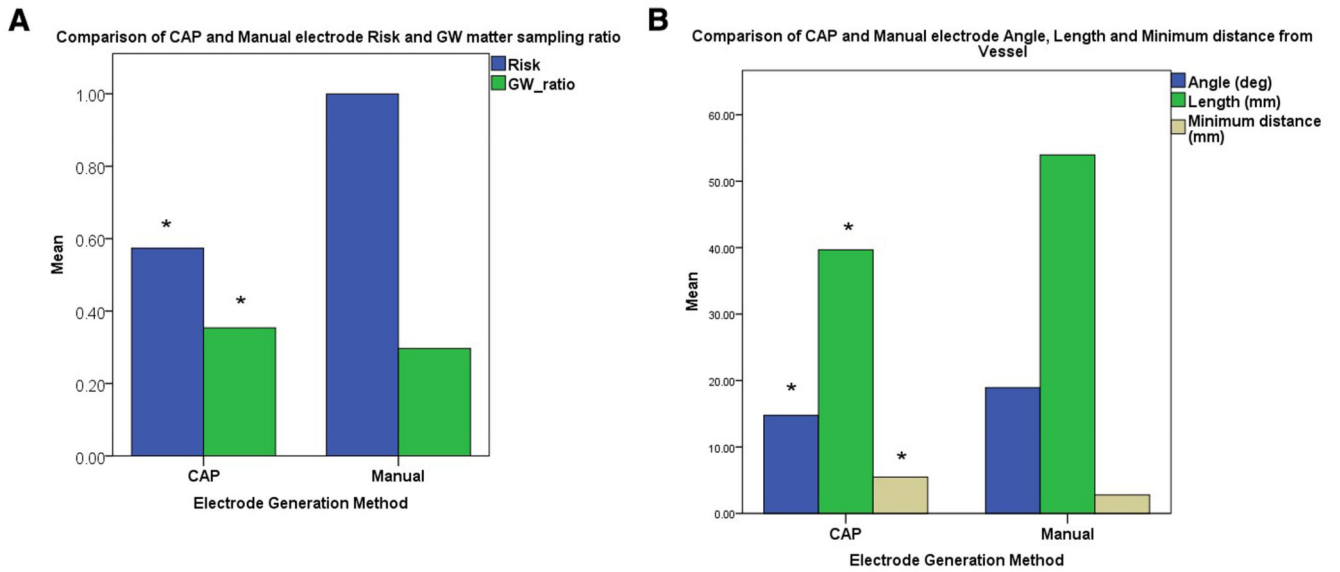 A
Comparison of CAP and Manual electrode Risk and GW matter sampling ratio
Risk
GW_ratio
1.00
0.80
0.60
0.40
0.20
0.00
Mean
*
*
CAP
Manual
Electrode Generation Method
B
Comparison of CAP and Manual electrode Angle, Length and Minimum distance from
Vessel
Angle (deg)
Length (mm)
Minimum distance
(mm)
60.00
50.00
40.00
30.00
20.00
10.00
0.00
Mean
*
*
*
CAP
Manual
Electrode Generation Method